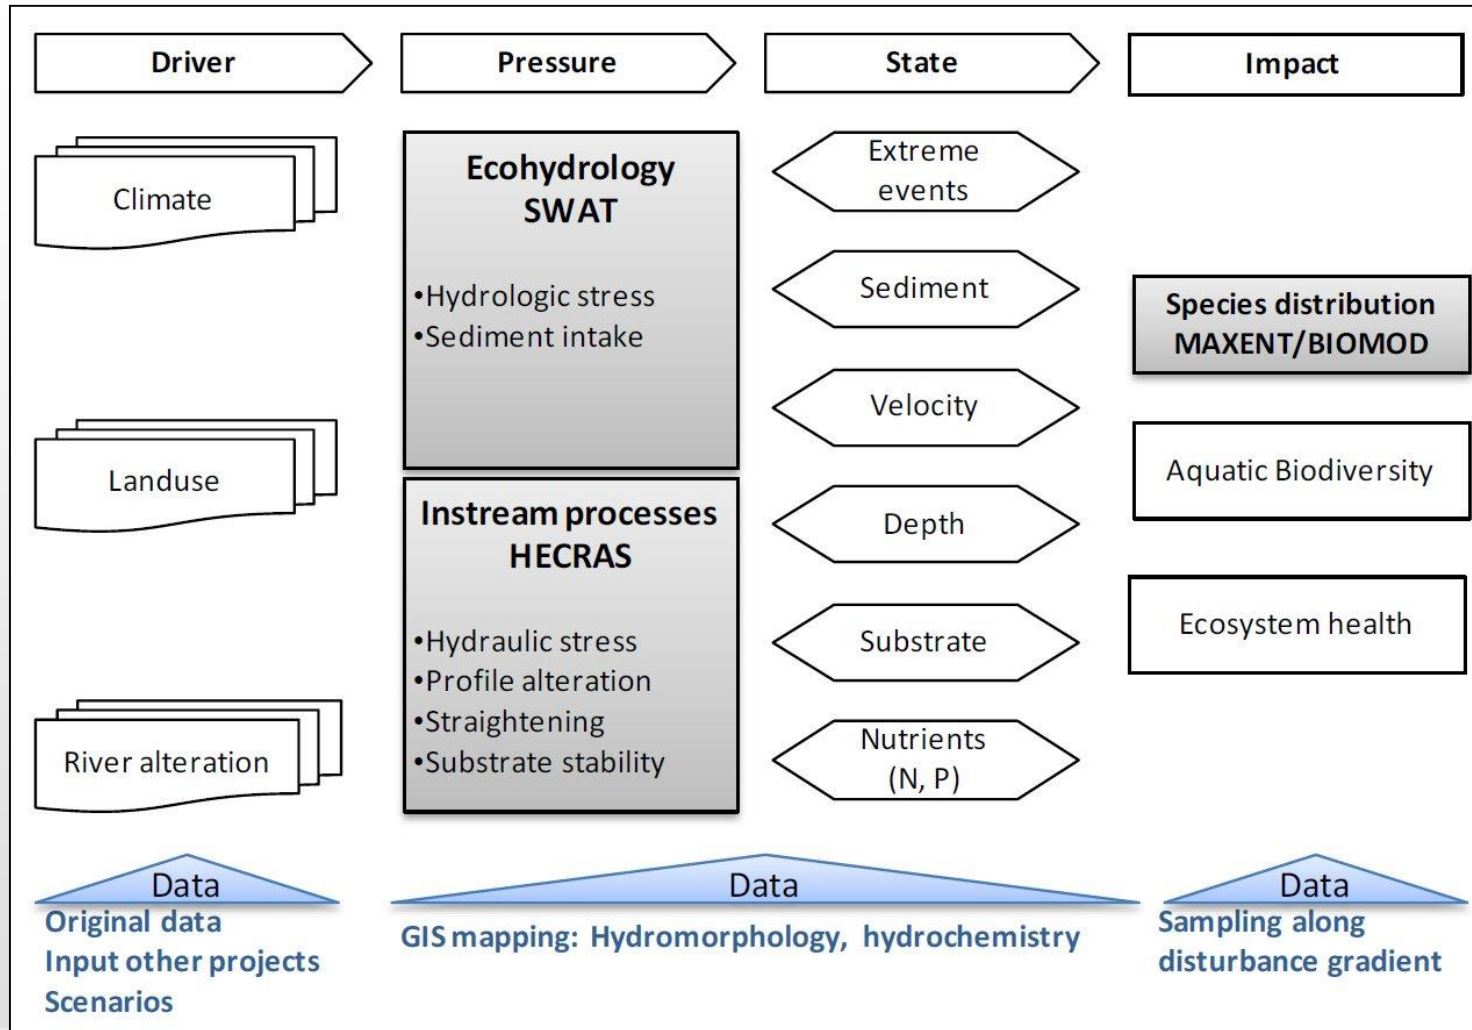 Driver
Pressure
State
Impact
Climate
Landuse
River alteration
Ecohydrology
SWAT
•Hydrologic stress
•Sediment intake
Instream processes
HECRAS
•Hydraulic stress
•Profile alteration
•Straightening
•Substrate stability
Extreme
events
Sediment
Velocity
Depth
Substrate
Nutrients
(N, P)
Species distribution
MAXENT/BIOMOD
Aquatic Biodiversity
Ecosystem health
Data
Original data
Input other projects
Scenarios
Data
GIS mapping: Hydromorphology, hydrochemistry
Data
Sampling along
disturbance gradient